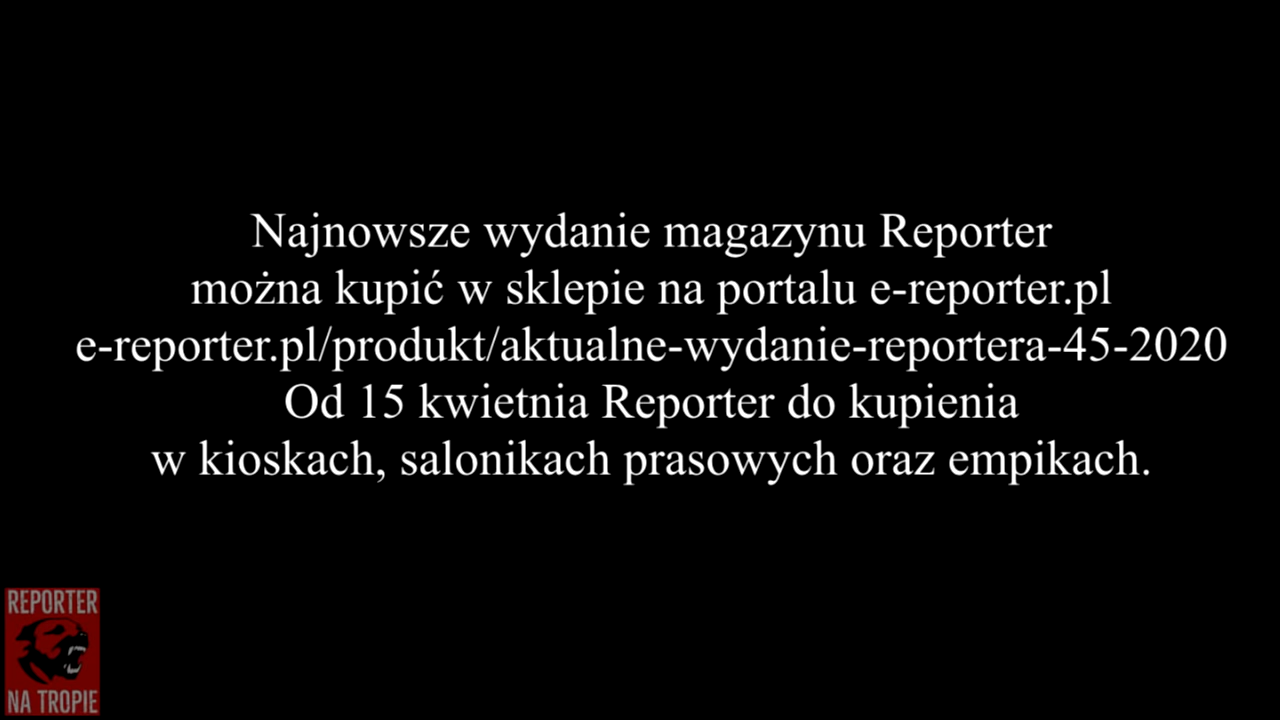 Najnowsze wydanie magazynu Reporter
można kupić w sklepie na portalu e-reporter.pl
e-reporter.pl/produkt/aktualne-wydanie-reportera-45-2020
Od 15 kwietnia Reporter do kupienia
w kioskach, salonikach prasowych oraz empikach.
REPORTER
NA TROPIE